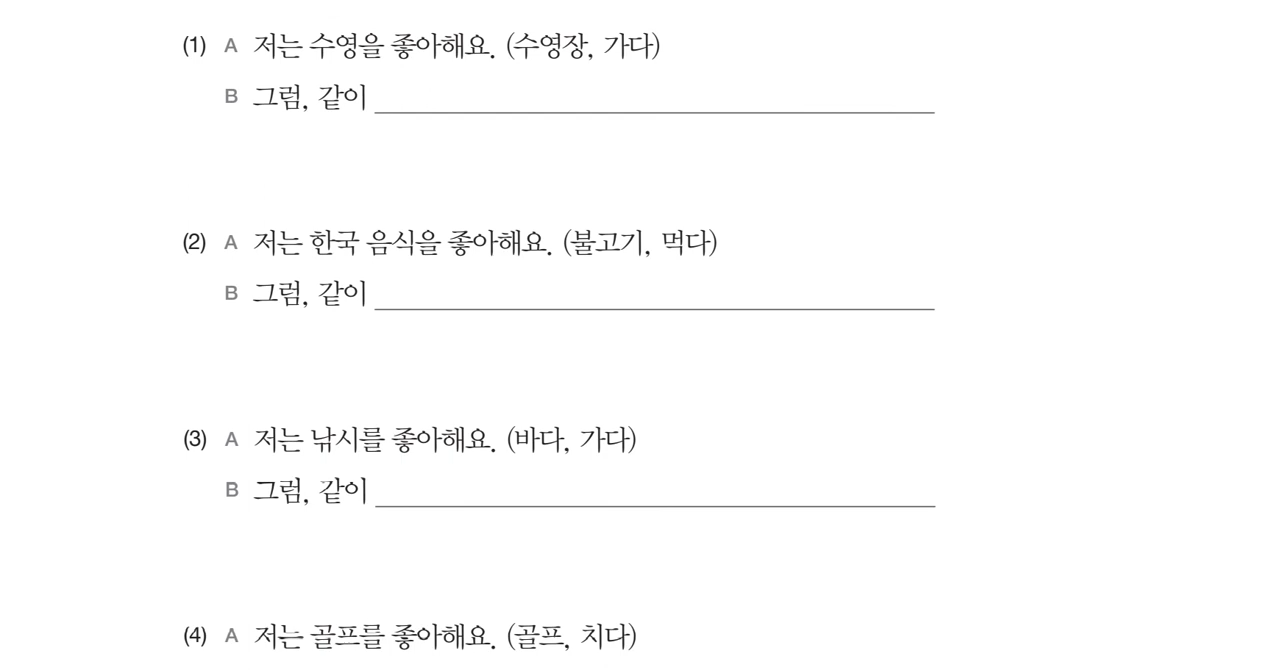 (1) A 저는 수영을 좋아해요. (수영장, 가다)
B 그럼, 같이
(2) A 저는 한국 음식을 좋아해요. (불고기, 먹다)
B 그럼, 같이
(3) A 저는 낚시를 좋아해요. (바다, 가다)
B 그럼, 같이
(4) A 저는 골프를 좋아해요. (골프, 치다)